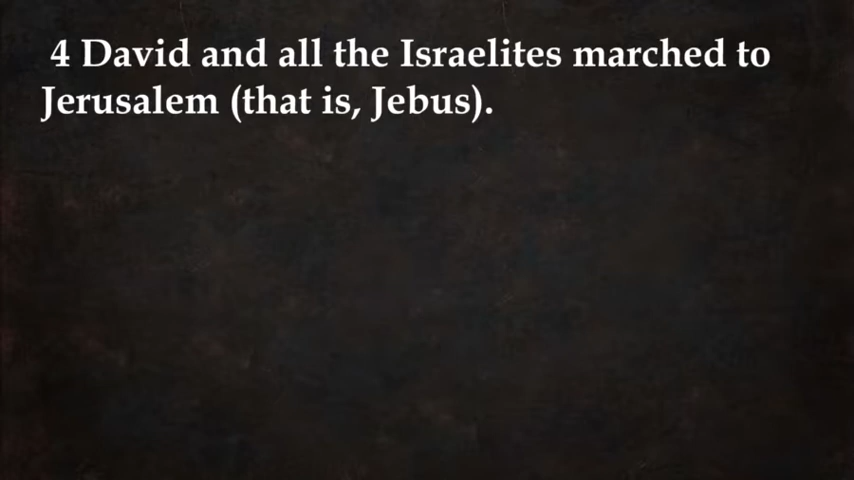 4 David and all the Israelites marched to
Jerusalem (that is, Jebus).